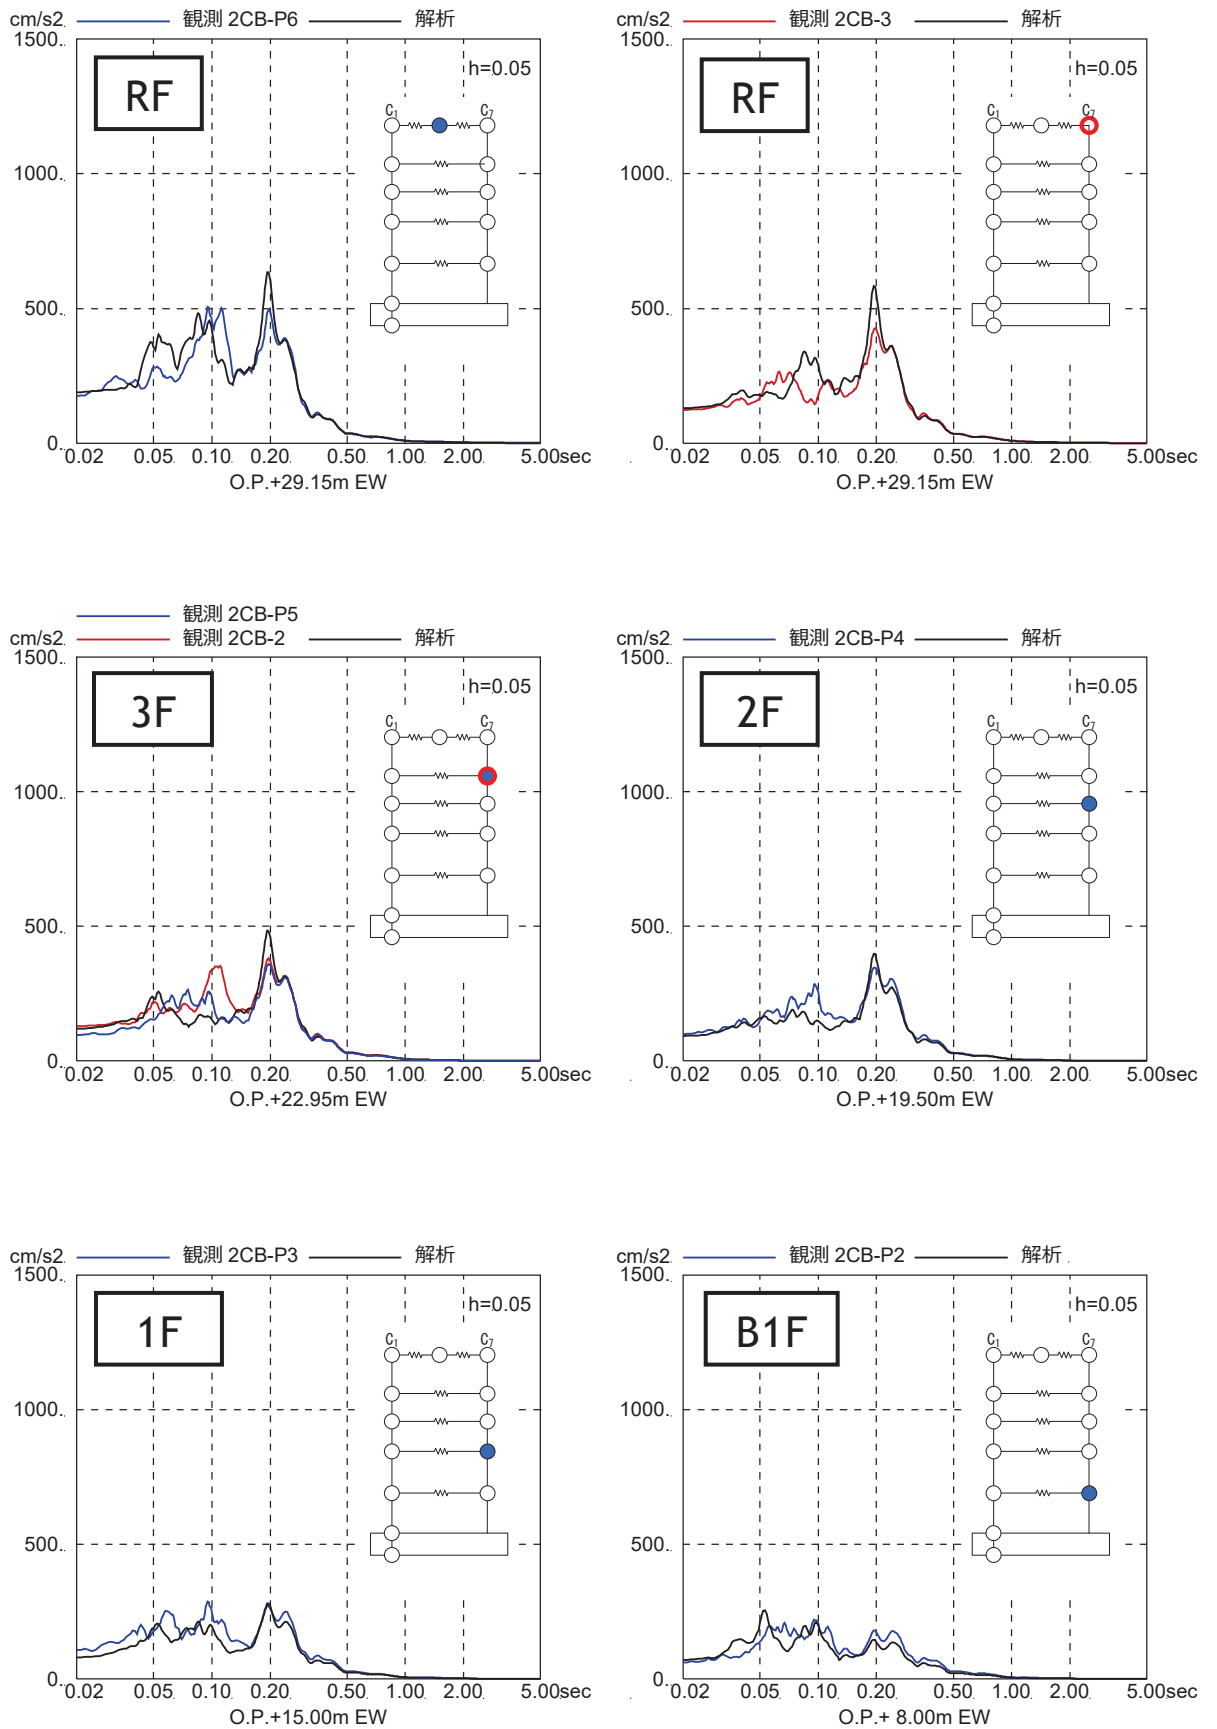 cm/s2 観測 2CB-P6 解析
1500.
RF
h=0.05
C1 C7
1000.
500.
0.
0.02 0.05 0.10 0.20 0.50 1.00 2.00 5.00sec
O.P.+29.15m EW
cm/s2 観測 2CB-3 解析
1500.
RF
h=0.05
C1 C7
1000.
500.
0.
0.02 0.05 0.10 0.20 0.50 1.00 2.00 5.00sec
O.P.+29.15m EW
観測 2CB-P5
cm/s2 観測 2CB-2 解析
1500.
3F
h=0.05
C1 C7
1000.
500.
0.
0.02 0.05 0.10 0.20 0.50 1.00 2.00 5.00sec
O.P.+22.95m EW
cm/s2 観測 2CB-P4 解析
1500.
2F
h=0.05
C1 C7
1000.
500.
0.
0.02 0.05 0.10 0.20 0.50 1.00 2.00 5.00sec
O.P.+19.50m EW
cm/s2 観測 2CB-P3 解析
1500.
1F
h=0.05
C1 C7
1000.
500.
0.
0.02 0.05 0.10 0.20 0.50 1.00 2.00 5.00sec
O.P.+15.00m EW
cm/s2 観測 2CB-P2 解析
1500.
B1F
h=0.05
C1 C7
1000.
500.
0.
0.02 0.05 0.10 0.20 0.50 1.00 2.00 5.00sec
O.P.+ 8.00m EW